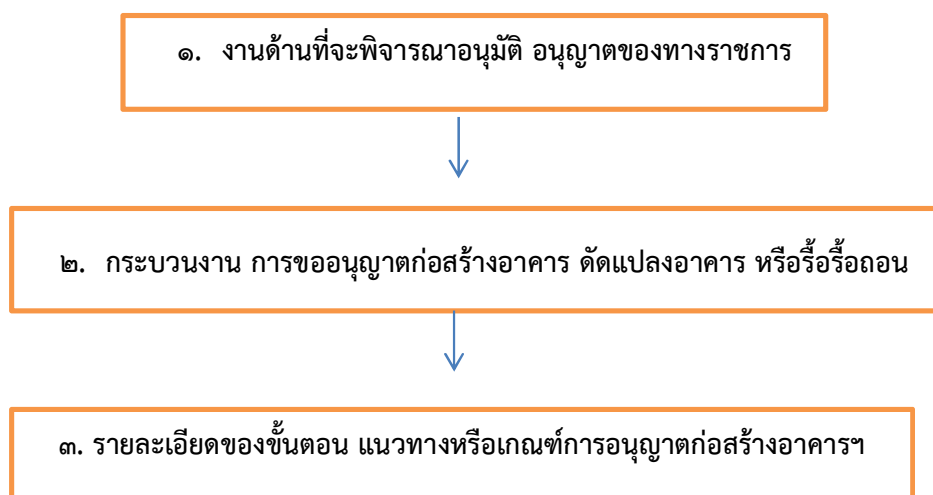 ๑. งานด้านที่จะพิจารณาอนุมัติ อนุญาตของทางราชการ
๒. กระบวนงาน การขออนุญาตก่อสร้างอาคาร ดัดแปลงอาคาร หรือรื้อรื้อถอน
๓. รายละเอียดของขั้นตอน แนวทางหรือเกณฑ์การอนุญาตก่อสร้างอาคารฯ